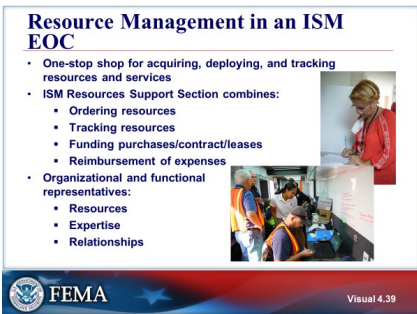 Resource Management in an ISM
EOC
• One-stop shop for acquiring, deploying, and tracking
resources and services
• ISM Resources Support Section combines:
▪ Ordering resources
▪ Tracking resources
▪ Funding purchases/contract/leases
▪ Reimbursement of expenses
• Organizational and functional
representatives:
▪ Resources
▪ Expertise
▪ Relationships
FEMA
Visual 4.39